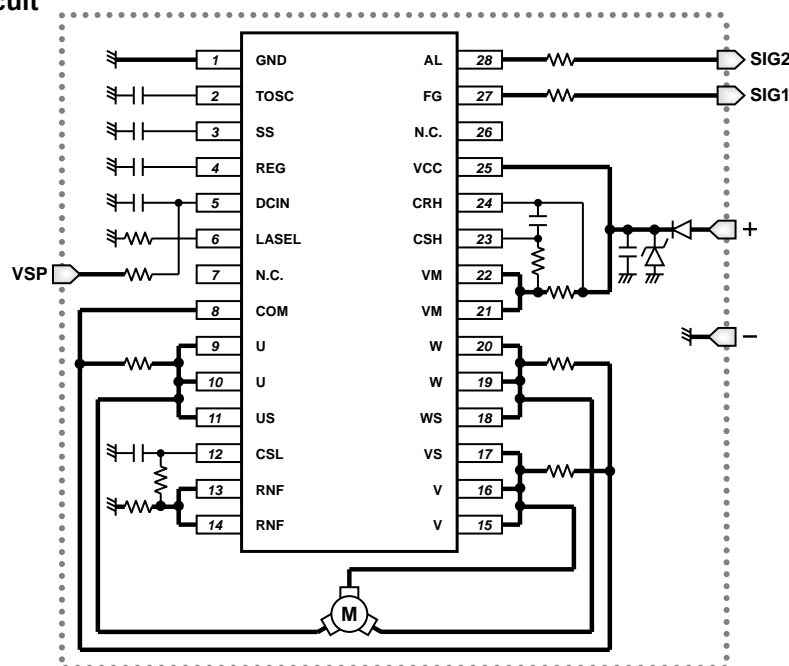 cuit
1 GND AL 28 SIG2
2 TOSC FG 27 SIG1
3 SS N.C. 26
4 REG VCC 25
5 DCIN CRH 24
6 LASEL CSH 23 +
VSP 7 N.C. VM 22
8 COM VM 21
9 U W 20 −
10 U W 19
11 US WS 18
12 CSL VS 17
13 RNF V 16
14 RNF V 15
M